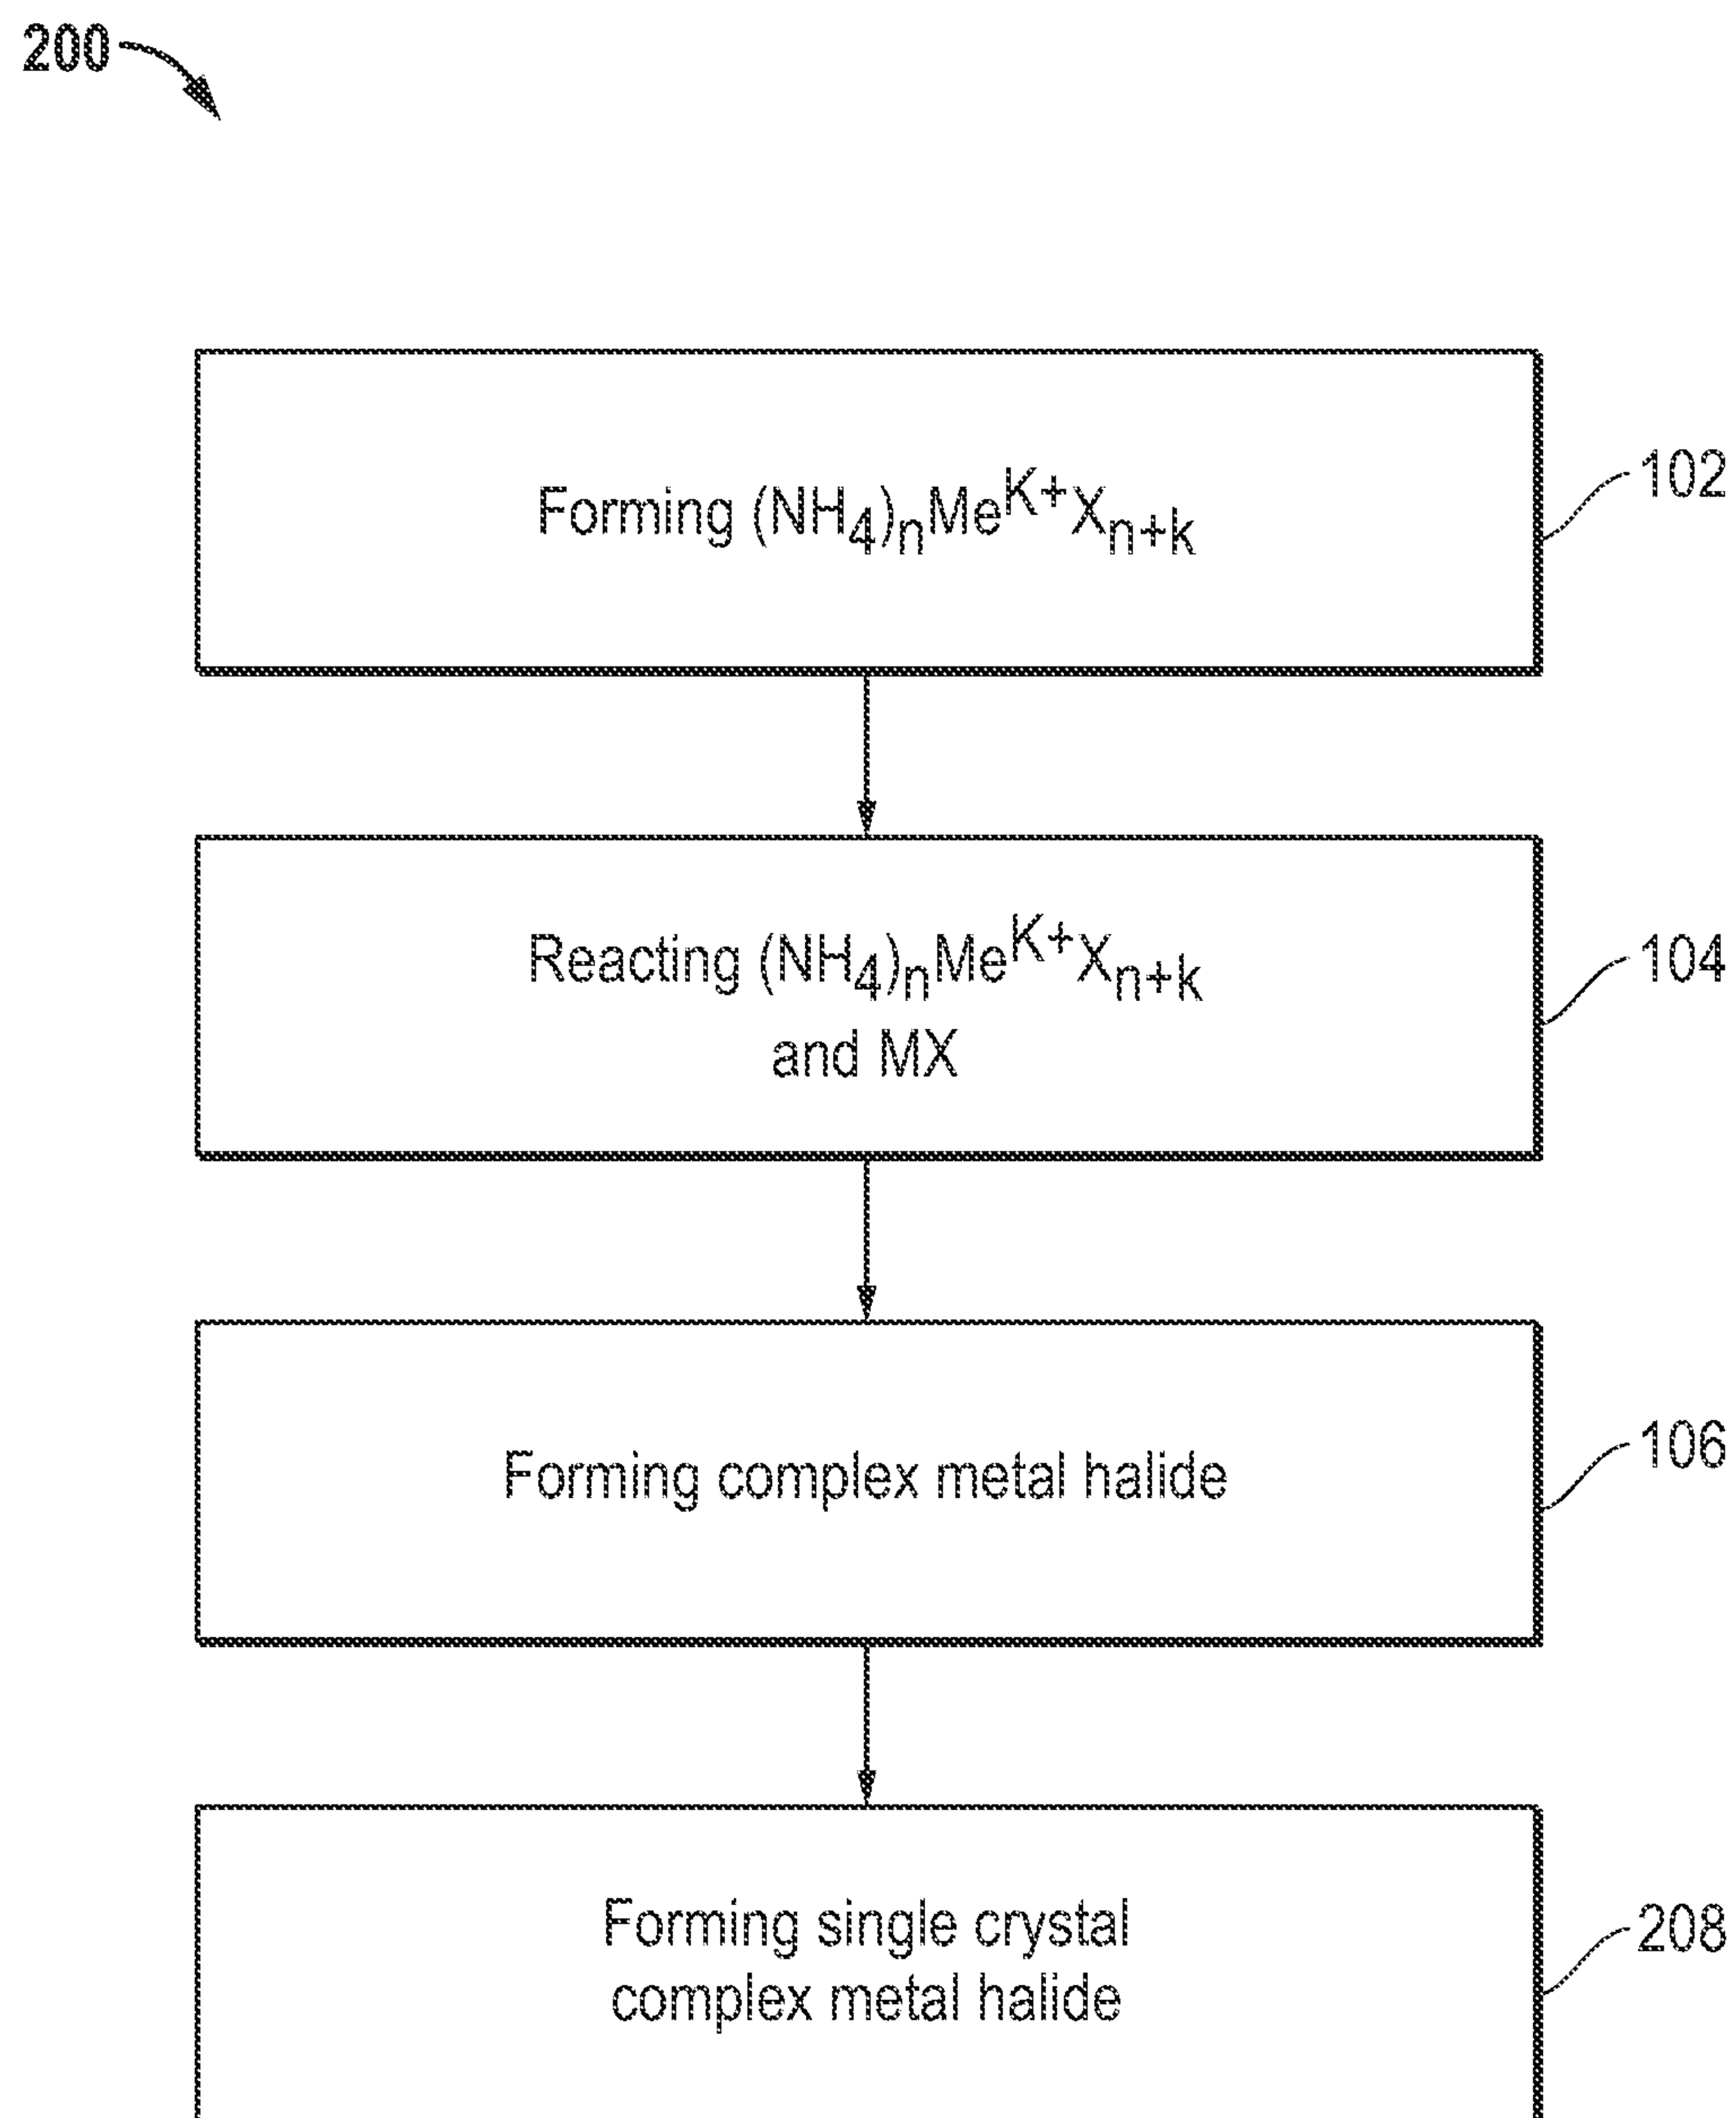 200
Forming (NH₄)ₙMeᴷ⁺Xₙ₊ₖ
102
Reacting (NH₄)ₙMeᴷ⁺Xₙ₊ₖ
and MX
104
Forming complex metal halide
106
Forming single crystal
complex metal halide
208